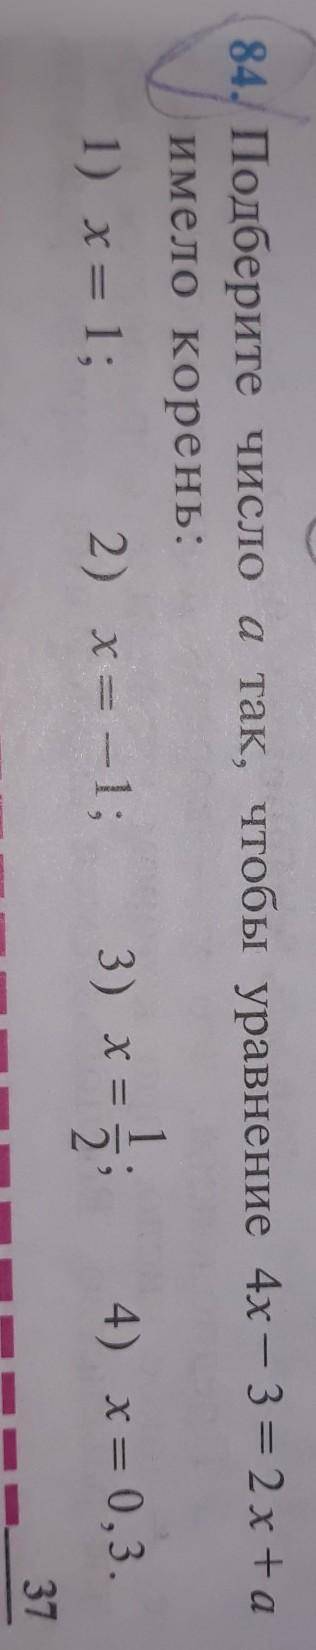 84. Подберите число a так, чтобы уравнение 4x − 3 = 2x + a
имело корень:
1) x = 1; 2) x = −1; 3) x = 1/2; 4) x = 0,3.
37